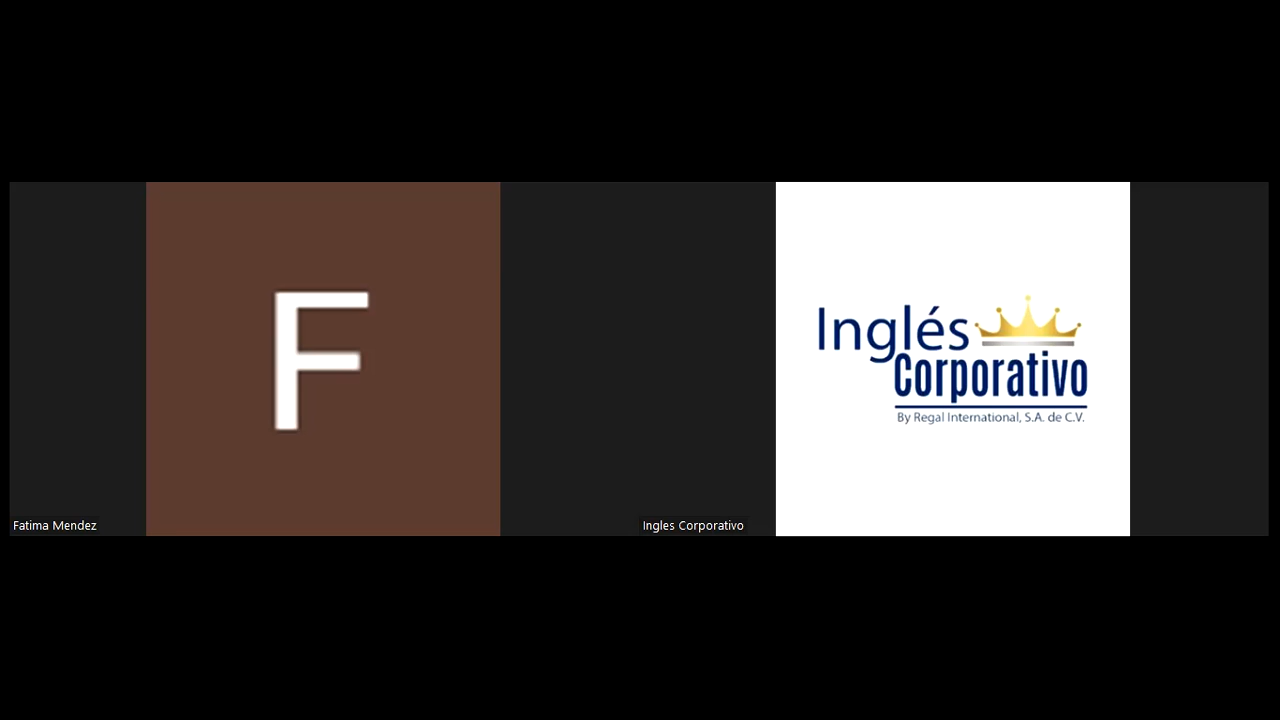 F
Fatima Mendez
Inglés
Corporativo
By Regal International, S.A. de C.V.
Ingles Corporativo